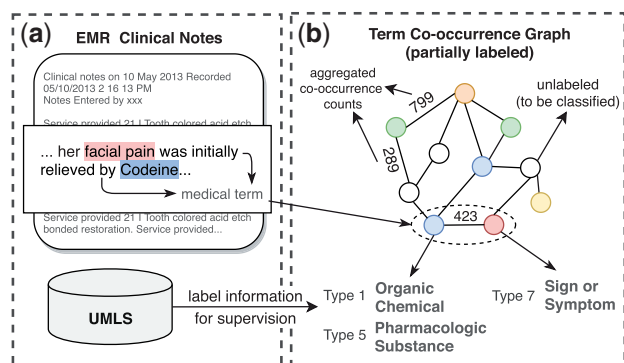 (a) EMR Clinical Notes
Clinical notes on 10 May 2013 Recorded
05/10/2013 2 16 13 PM
Notes Entered by xxx
Service provided 21 | Tooth colored acid etch
... her facial pain was initially
relieved by Codeine...
medical term
Service provided 21 | Tooth colored acid etch
bonded restoration. Service provided...
UMLS
label information
for supervision
(b) Term Co-occurrence Graph
(partially labeled)
aggregated
co-occurrence
counts
unlabeled
(to be classified)
799
289
423
Type 1 Organic
Chemical
Type 5 Pharmacologic
Substance
Type 7 Sign or
Symptom